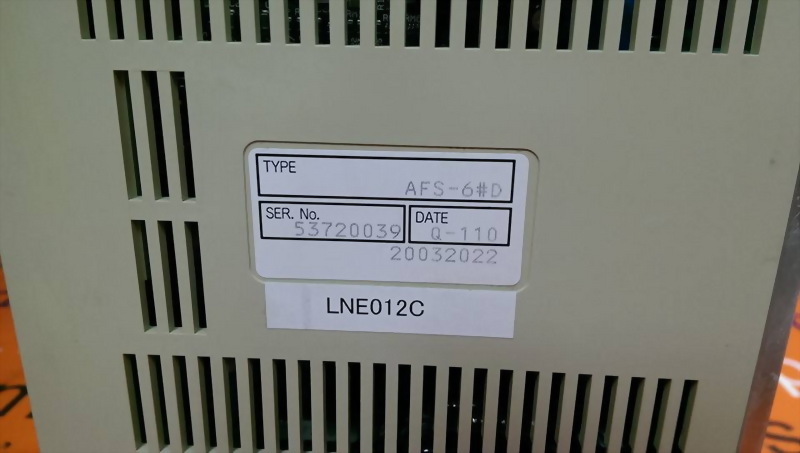 TYPE
AFS-6#D
SER. No.
53720039
DATE
Q-110
20032022
LNE012C